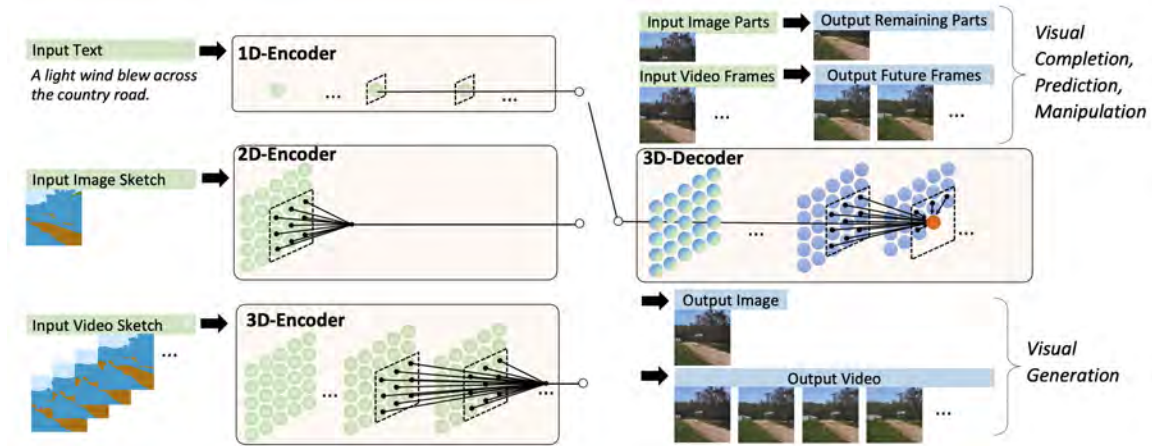 Input Text
A light wind blew across
the country road.
1D-Encoder
...
...
Input Image Sketch
2D-Encoder
Input Video Sketch
...
3D-Encoder
...
...
Input Image Parts
Output Remaining Parts
Input Video Frames
Output Future Frames
...
...
Visual
Completion,
Prediction,
Manipulation
3D-Decoder
...
...
Output Image
Output Video
...
Visual
Generation